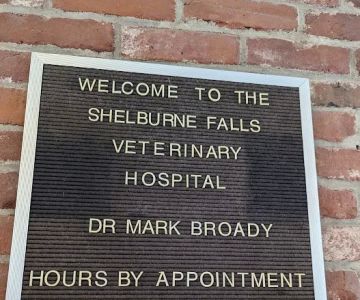 WELCOME TO THE
SHELBURNE FALLS
VETERINARY
HOSPITAL
DR MARK BROADY
HOURS BY APPOINTMENT